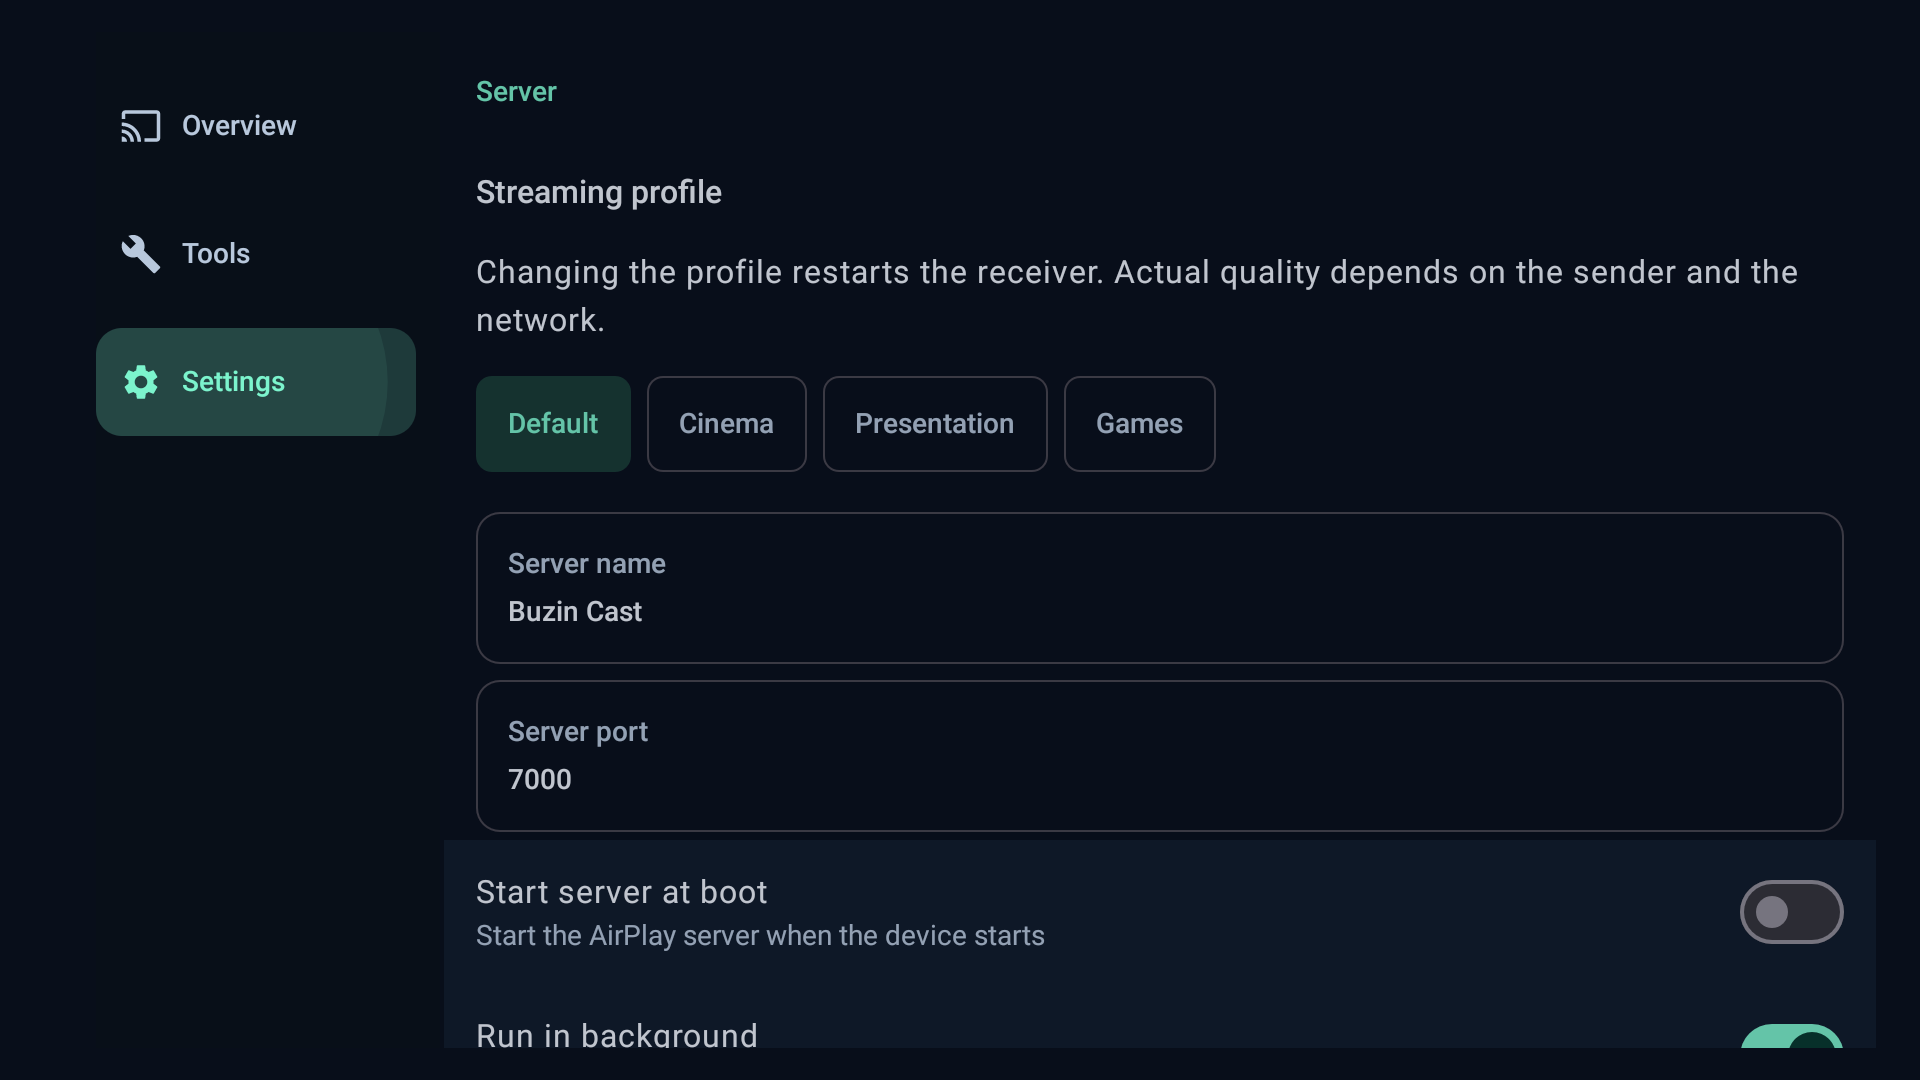 Overview
Tools
Settings
Server
Streaming profile
Changing the profile restarts the receiver. Actual quality depends on the sender and the
network.
Default
Cinema
Presentation
Games
Server name
Buzin Cast
Server port
7000
Start server at boot
Start the AirPlay server when the device starts
Run in background